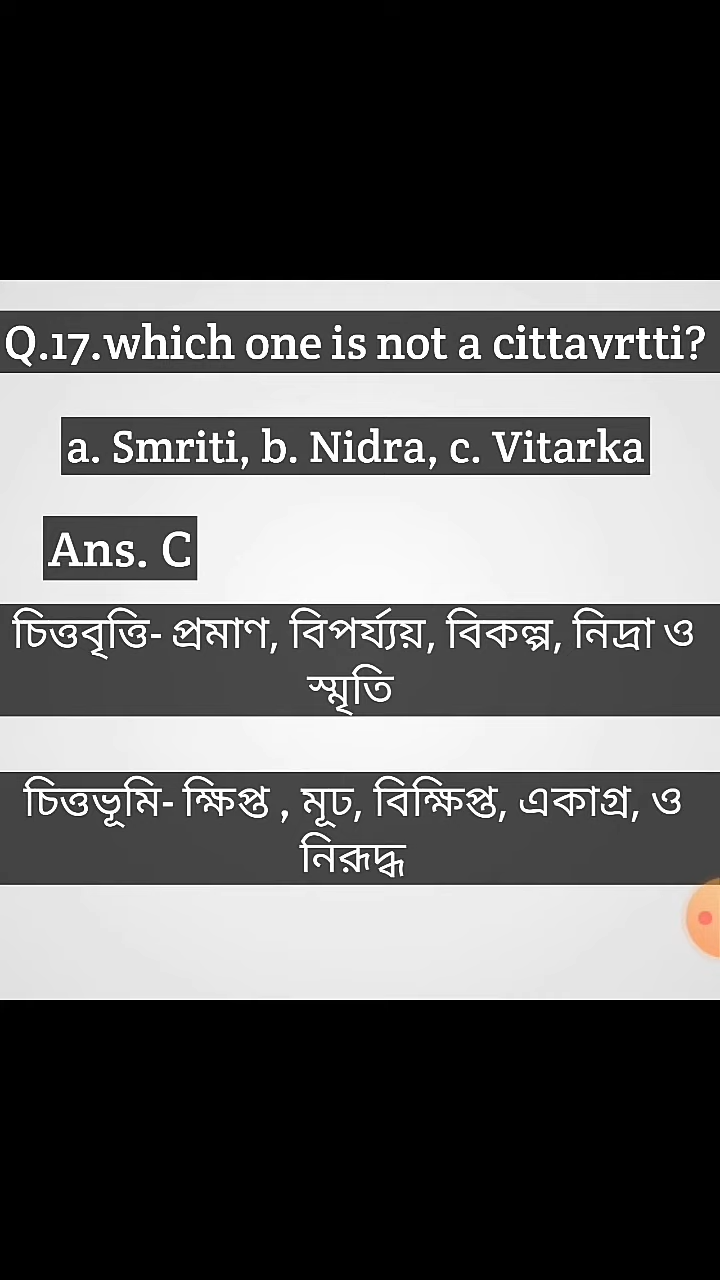 Q.17.which one is not a cittavrtti?
a. Smriti, b. Nidra, c. Vitarka
Ans. C
চিত্তবৃত্তি- প্রমাণ, বিপর্য্যয়, বিকল্প, নিদ্রা ও
স্মৃতি
চিত্তভূমি- ক্ষিপ্ত , মূঢ, বিক্ষিপ্ত, একাগ্র, ও
নিরূদ্ধ